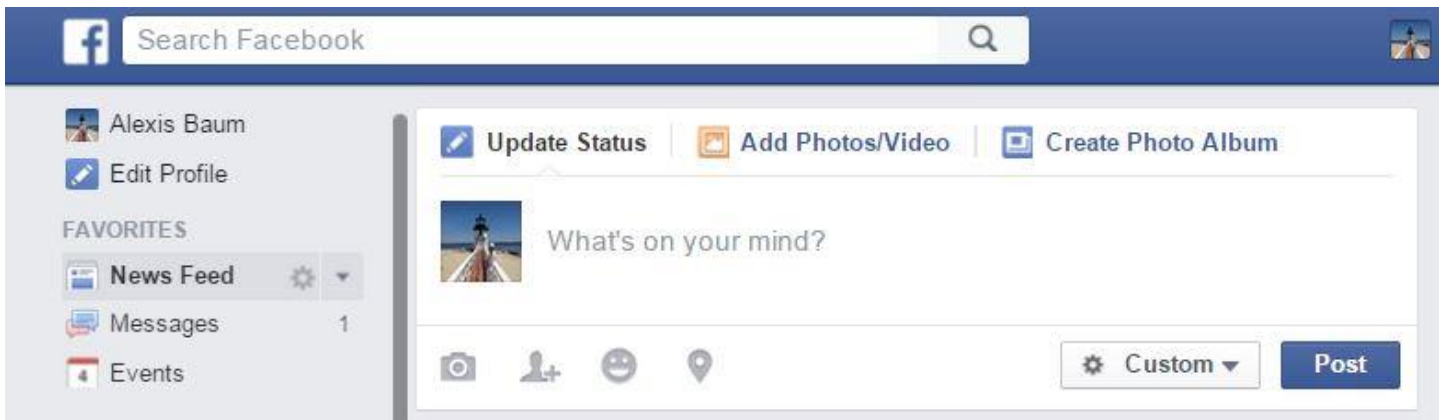 f
Search Facebook
Alexis Baum
Edit Profile
FAVORITES
News Feed
Messages 1
4 Events
Update Status
Add Photos/Video
Create Photo Album
What's on your mind?
Custom
Post